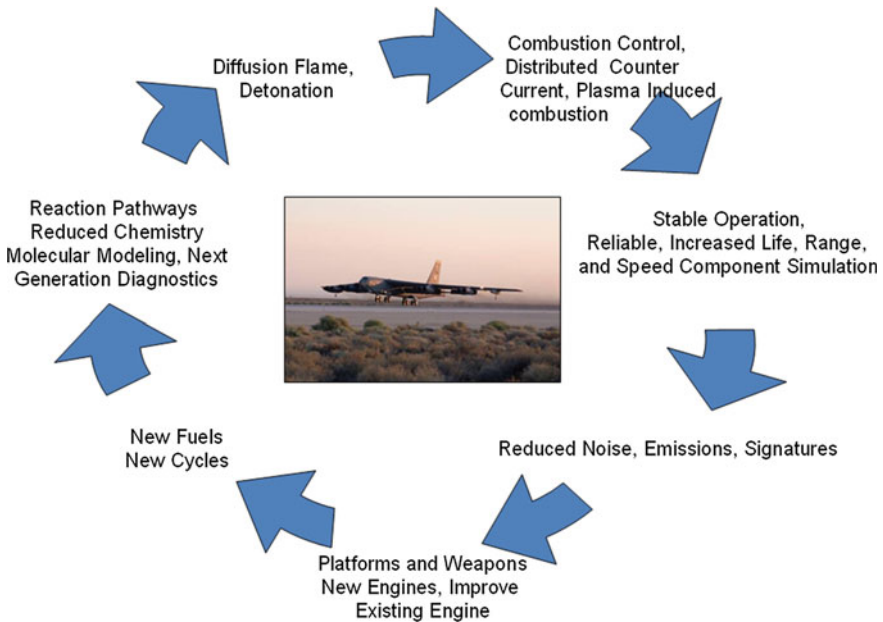 Diffusion Flame,
Detonation
Combustion Control,
Distributed Counter
Current, Plasma Induced
combustion
Stable Operation,
Reliable, Increased Life, Range,
and Speed Component Simulation
Reduced Noise, Emissions, Signatures
Platforms and Weapons
New Engines, Improve
Existing Engine
New Fuels
New Cycles
Reaction Pathways
Reduced Chemistry
Molecular Modeling, Next
Generation Diagnostics